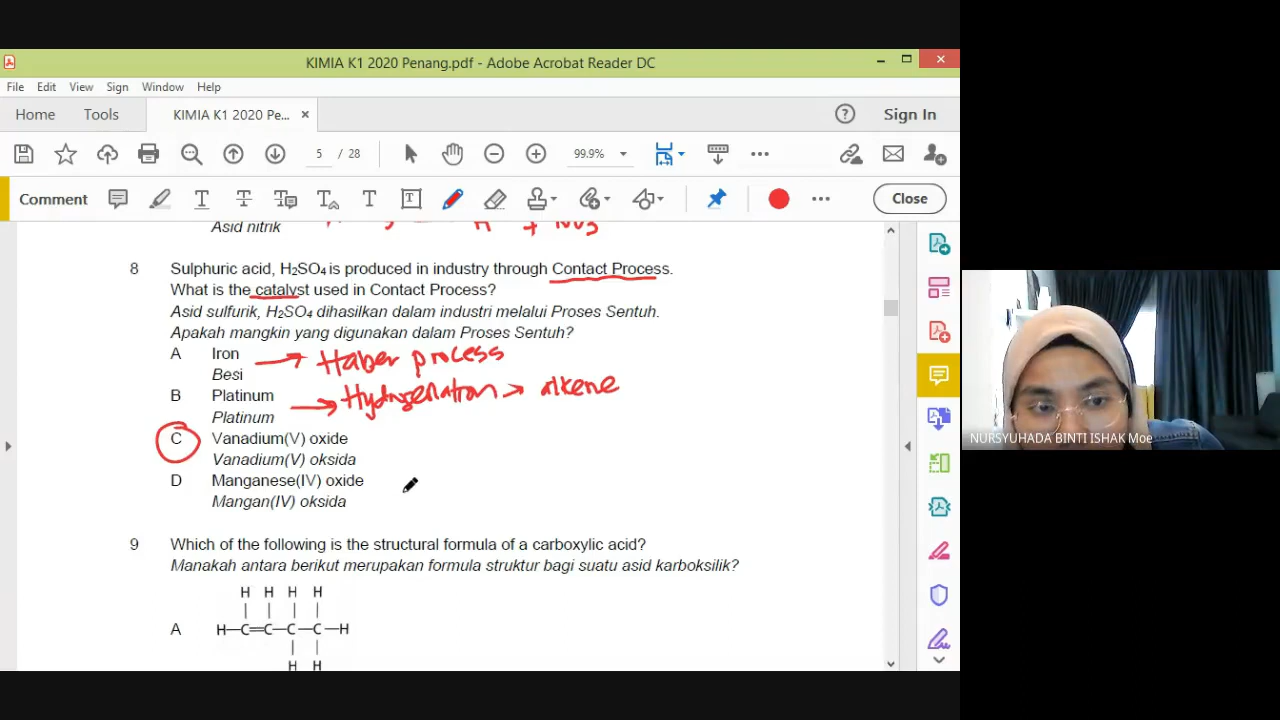 KIMIA K1 2020 Penang.pdf - Adobe Acrobat Reader DC
File Edit View Sign Window Help
Home Tools KIMIA K1 2020 Pe... × Sign In
5 / 28 99.9%
Comment Close
Asid nitrik
+ NO3
8 Sulphuric acid, H2SO4 is produced in industry through Contact Process.
What is the catalyst used in Contact Process?
Asid sulfurik, H2SO4 dihasilkan dalam industri melalui Proses Sentuh.
Apakah mangkin yang digunakan dalam Proses Sentuh?
A Iron → Haber process
Besi
B Platinum → Hydrogenation → alkene
Platinum
C Vanadium(V) oxide
Vanadium(V) oksida
D Manganese(IV) oxide
Mangan(IV) oksida
9 Which of the following is the structural formula of a carboxylic acid?
Manakah antara berikut merupakan formula struktur bagi suatu asid karboksilik?
H H H H
A H–C=C–C–C–H
H H
NURSYUHADA BINTI ISHAK Moe